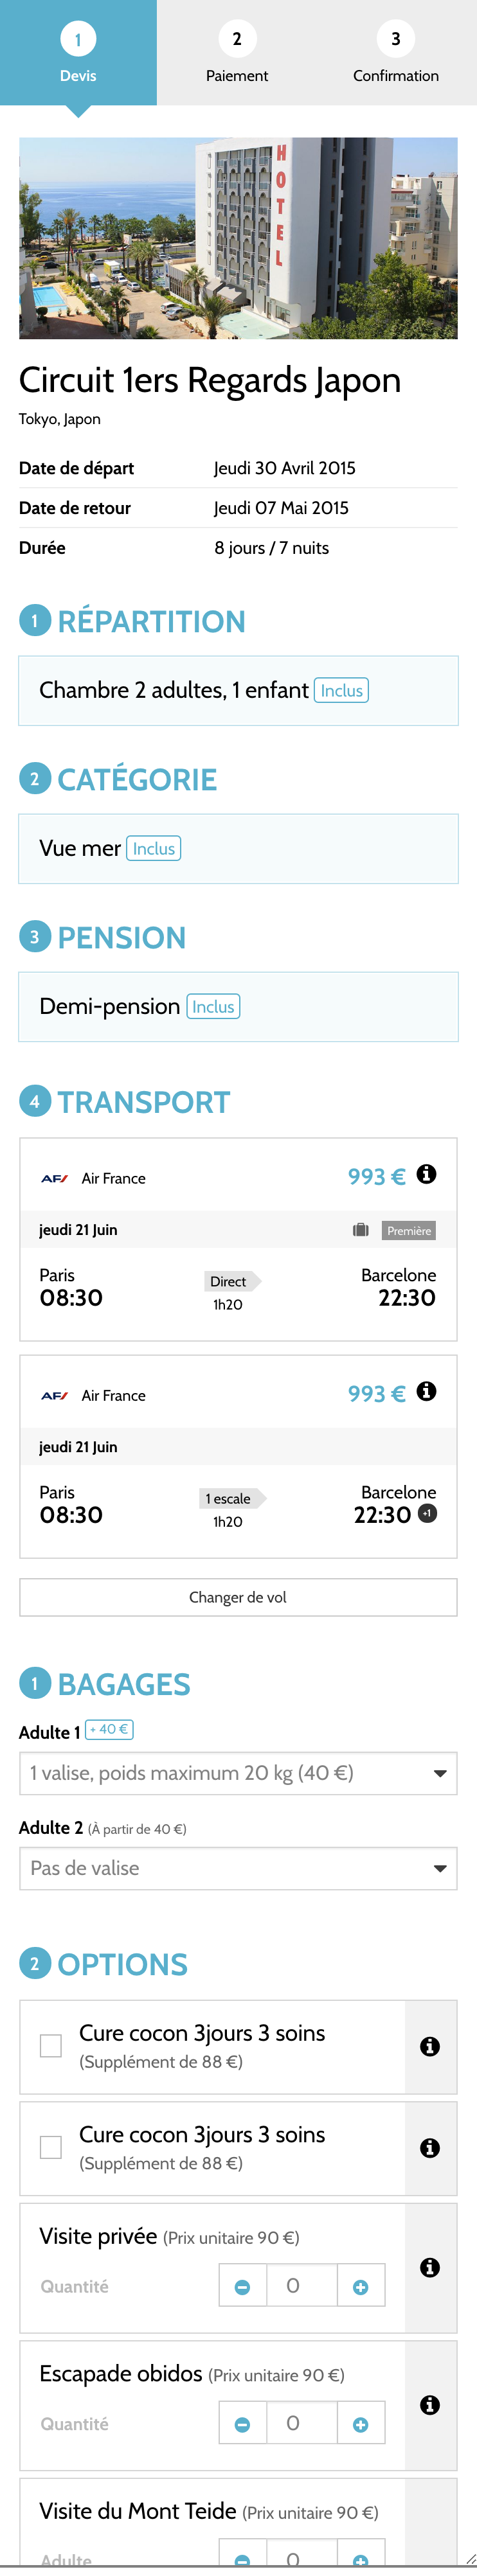 1
Devis
2
Paiement
3
Confirmation
HOTEL
Circuit 1ers Regards Japon
Tokyo, Japon
Date de départ Jeudi 30 Avril 2015
Date de retour Jeudi 07 Mai 2015
Durée 8 jours / 7 nuits
1 RÉPARTITION
Chambre 2 adultes, 1 enfant Inclus
2 CATÉGORIE
Vue mer Inclus
3 PENSION
Demi-pension Inclus
4 TRANSPORT
AF Air France 993 €
jeudi 21 Juin Première
Paris Direct Barcelone
08:30 1h20 22:30
AF Air France 993 €
jeudi 21 Juin
Paris 1 escale Barcelone
08:30 1h20 22:30 +1
Changer de vol
1 BAGAGES
Adulte 1 + 40 €
1 valise, poids maximum 20 kg (40 €)
Adulte 2 (À partir de 40 €)
Pas de valise
2 OPTIONS
Cure cocon 3jours 3 soins
(Supplément de 88 €)
Cure cocon 3jours 3 soins
(Supplément de 88 €)
Visite privée (Prix unitaire 90 €)
Quantité 0
Escapade obidos (Prix unitaire 90 €)
Quantité 0
Visite du Mont Teide (Prix unitaire 90 €)
Adulte 0